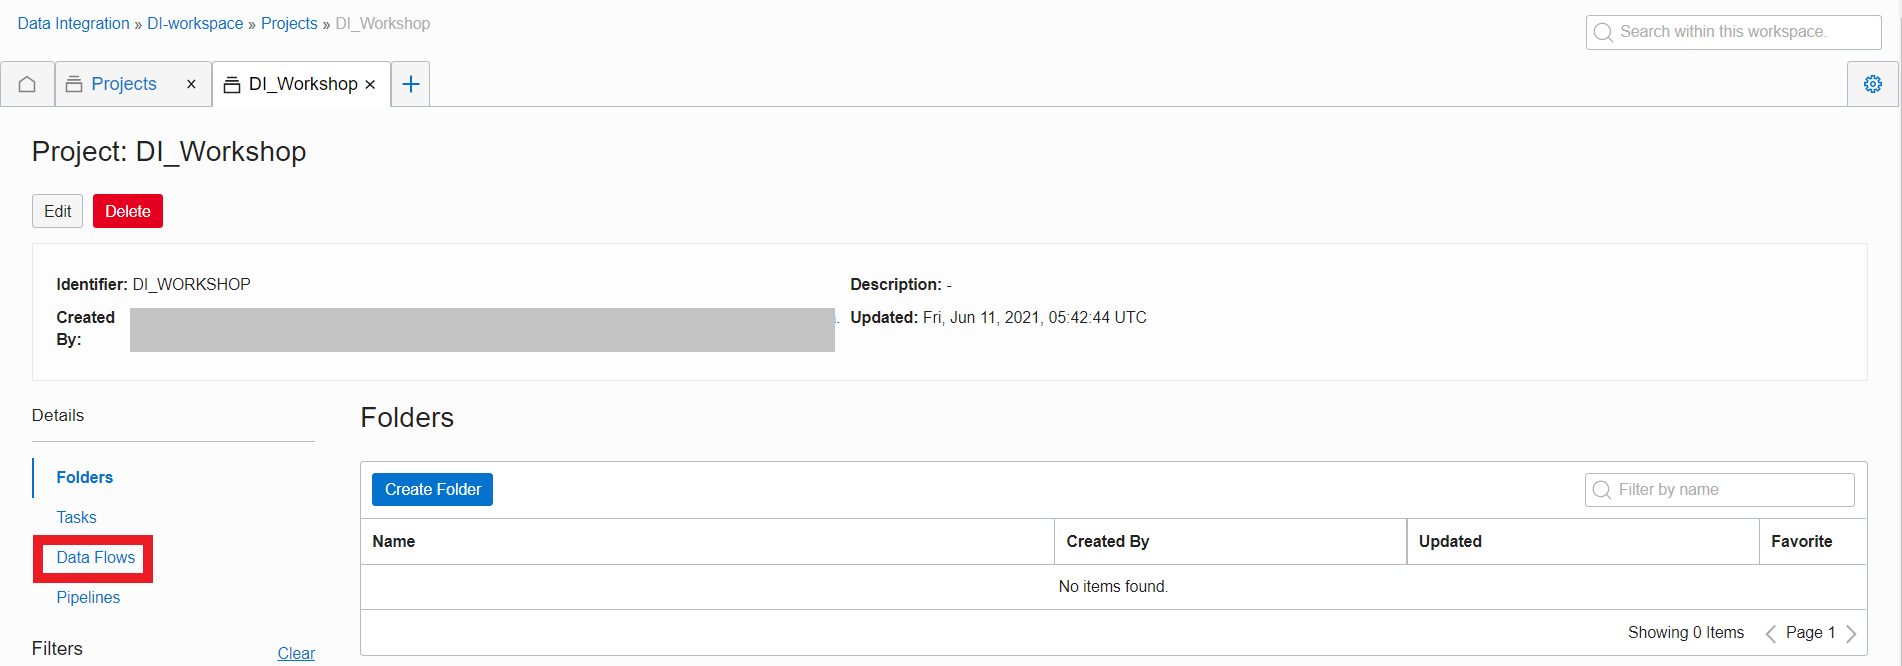 Data Integration » DI-workspace » Projects » DI_Workshop
Search within this workspace.
Projects ×
DI_Workshop ×
Project: DI_Workshop
Edit
Delete
Identifier: DI_WORKSHOP
Description: -
Created By:
Updated: Fri, Jun 11, 2021, 05:42:44 UTC
Details
Folders
Tasks
Data Flows
Pipelines
Filters
Clear
Folders
Create Folder
Filter by name
Name Created By Updated Favorite
No items found.
Showing 0 Items
Page 1